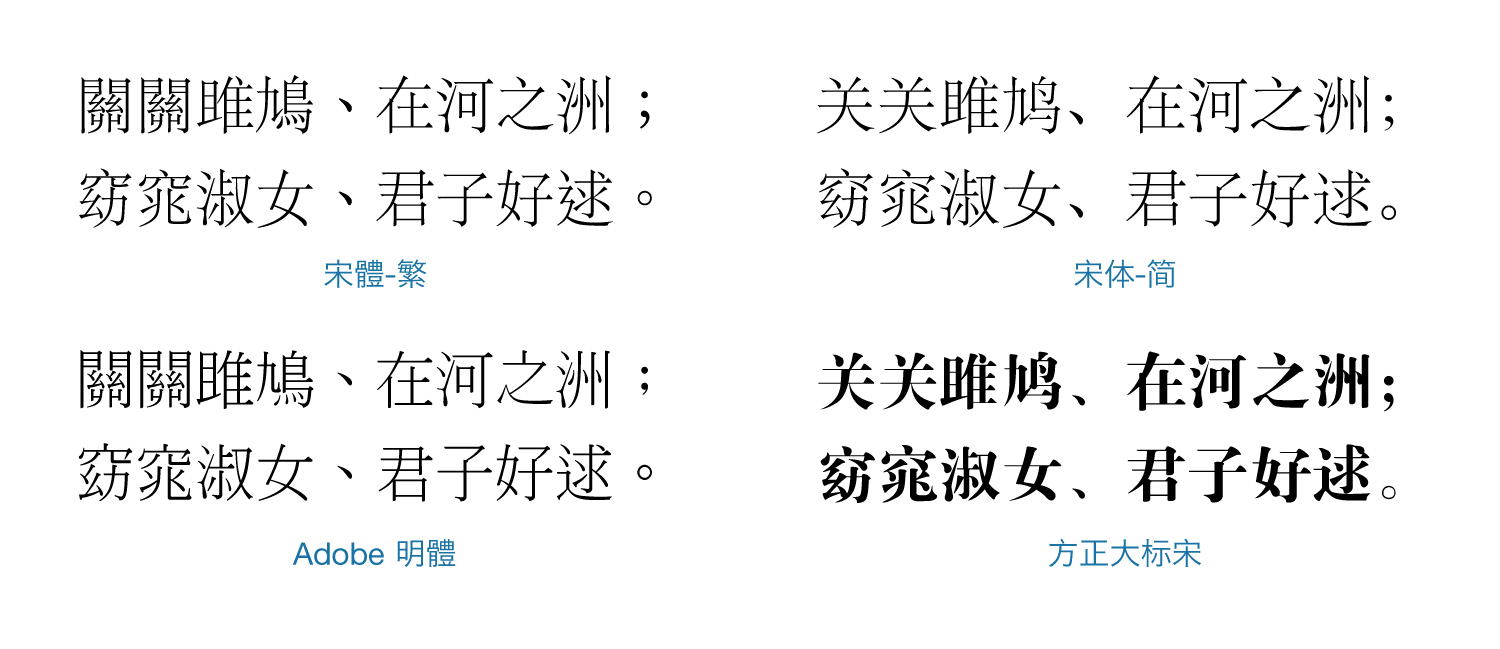 關關雎鳩、在河之洲；
窈窕淑女、君子好逑。
宋體-繁
关关雎鸠、在河之洲；
窈窕淑女、君子好逑。
宋体-简
關關雎鳩、在河之洲；
窈窕淑女、君子好逑。
Adobe 明體
关关雎鸠、在河之洲；
窈窕淑女、君子好逑。
方正大标宋